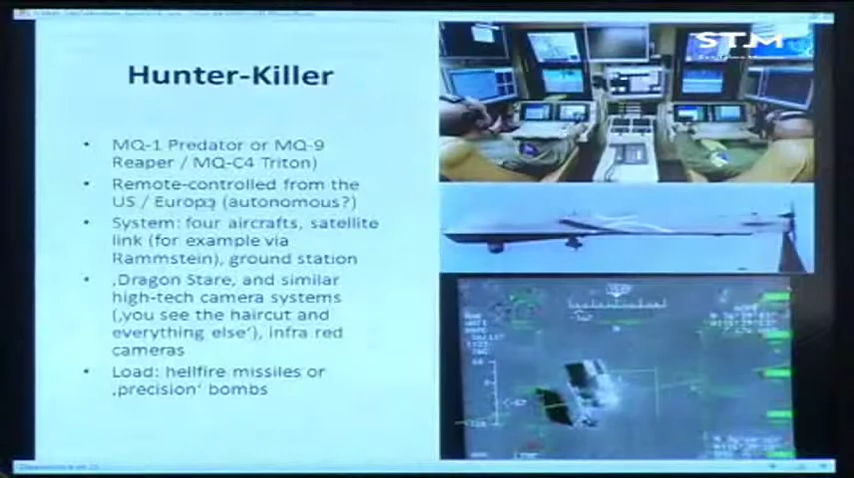 STM
Hunter-Killer
• MQ-1 Predator or MQ-9
Reaper / MQ-C4 Triton)
• Remote-controlled from the
US / Europa (autonomous?)
• System: four aircrafts, satellite
link (for example via
Rammstein), ground station
• ‚Dragon Stare, and similar
high-tech camera systems
(‚you see the haircut and
everything else‘), infra red
cameras
• Load: hellfire missiles or
‚precision‘ bombs